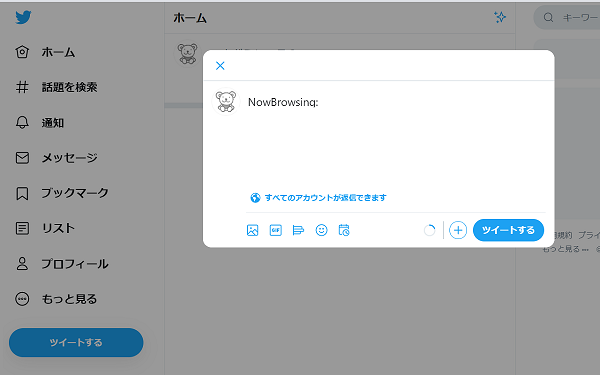 ホーム
話題を検索
通知
メッセージ
ブックマーク
リスト
プロフィール
もっと見る
ツイートする
ホーム
キーワー
NowBrowsing:
すべてのアカウントが返信できます
GIF
ツイートする
規約 プライ
もっと見る